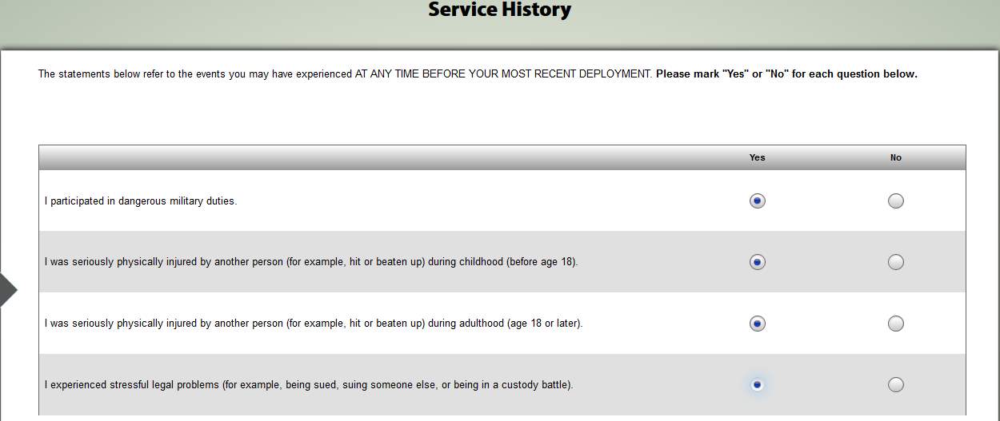 Service History
The statements below refer to the events you may have experienced AT ANY TIME BEFORE YOUR MOST RECENT DEPLOYMENT. Please mark "Yes" or "No" for each question below.
Yes No
I participated in dangerous military duties.
I was seriously physically injured by another person (for example, hit or beaten up) during childhood (before age 18).
I was seriously physically injured by another person (for example, hit or beaten up) during adulthood (age 18 or later).
I experienced stressful legal problems (for example, being sued, suing someone else, or being in a custody battle).